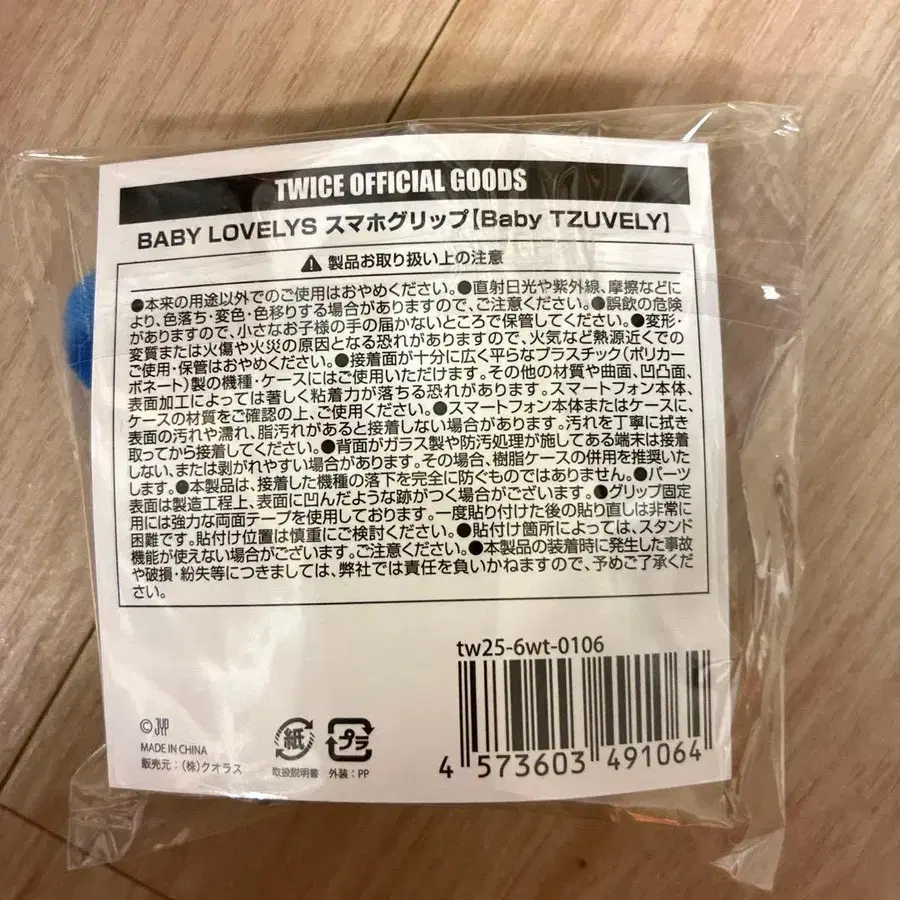 TWICE OFFICIAL GOODS
BABY LOVELYS スマホグリップ【Baby TZUVELY】
⚠ 製品お取り扱い上の注意
●本来の用途以外でのご使用はおやめください。●直射日光や紫外線、摩擦などに
より、色落ち・変色・色移りする場合がありますので、ご注意ください。●誤飲の危険
がありますので、小さなお子様の手の届かないところで保管してください。●変形・
変質または火傷や火災の原因となる恐れがありますので、火気など熱源近くでの
ご使用・保管はおやめください。●接着面が十分に広く平らなプラスチック(ポリカー
ボネート)製の機種・ケースにはご使用いただけます。その他の材質や曲面、凹凸面、
表面加工によっては著しく粘着力が落ちる恐れがあります。スマートフォン本体、
ケースの材質をご確認の上、ご使用ください。●スマートフォン本体またはケースに、
表面の汚れや濡れ、脂汚れがあると接着しない場合があります。汚れを丁寧に拭き
取ってから接着してください。●背面がガラス製や防汚処理が施してある端末は接着
しない、または剥がれやすい場合があります。その場合、樹脂ケースの併用を推奨いた
します。●本製品は、接着した機種の落下を完全に防ぐものではありません。●パーツ
表面は製造工程上、表面に凹んだような跡がつく場合がございます。●グリップ固定
用には強力な両面テープを使用しております。一度貼り付けた後の貼り直しは非常に
困難です。貼付け位置は慎重にご検討ください。●貼付け箇所によっては、スタンド
機能が使えない場合がございます。ご注意ください。●本製品の装着時に発生した事故
や破損・紛失等につきましては、弊社では責任を負いかねますので、予めご了承くだ
さい。
tw25-6wt-0106
4 573603 491064
© JYP
MADE IN CHINA
販売元:(株)クオラス
紙
取扱説明書
プラ
外装:PP